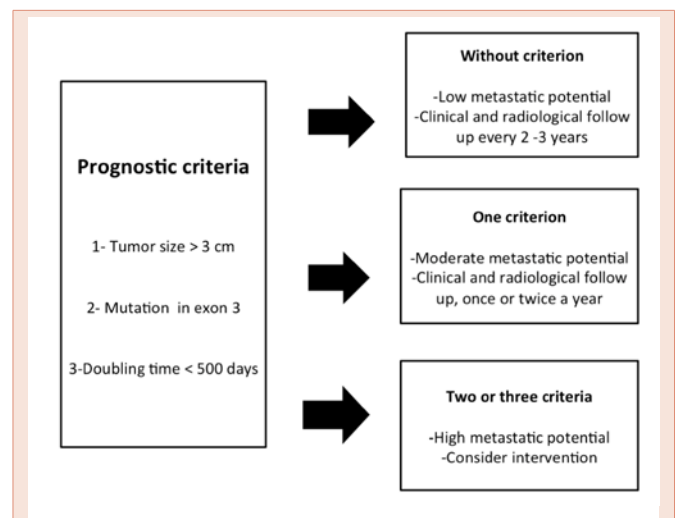 Prognostic criteria
1- Tumor size > 3 cm
2- Mutation in exon 3
3-Doubling time < 500 days
Without criterion
-Low metastatic potential
-Clinical and radiological follow
up every 2 -3 years
One criterion
-Moderate metastatic potential
-Clinical and radiological follow
up, once or twice a year
Two or three criteria
-High metastatic potential
-Consider intervention